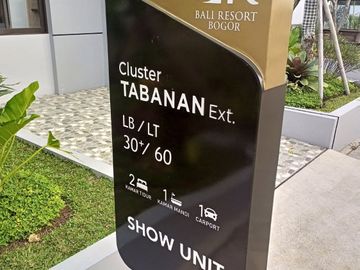 BALI RESORT
BOGOR
Cluster
TABANAN Ext.
LB / LT
30⁺/ 60
2 1 1
KAMAR TIDUR KAMAR MANDI CARPORT
SHOW UNIT